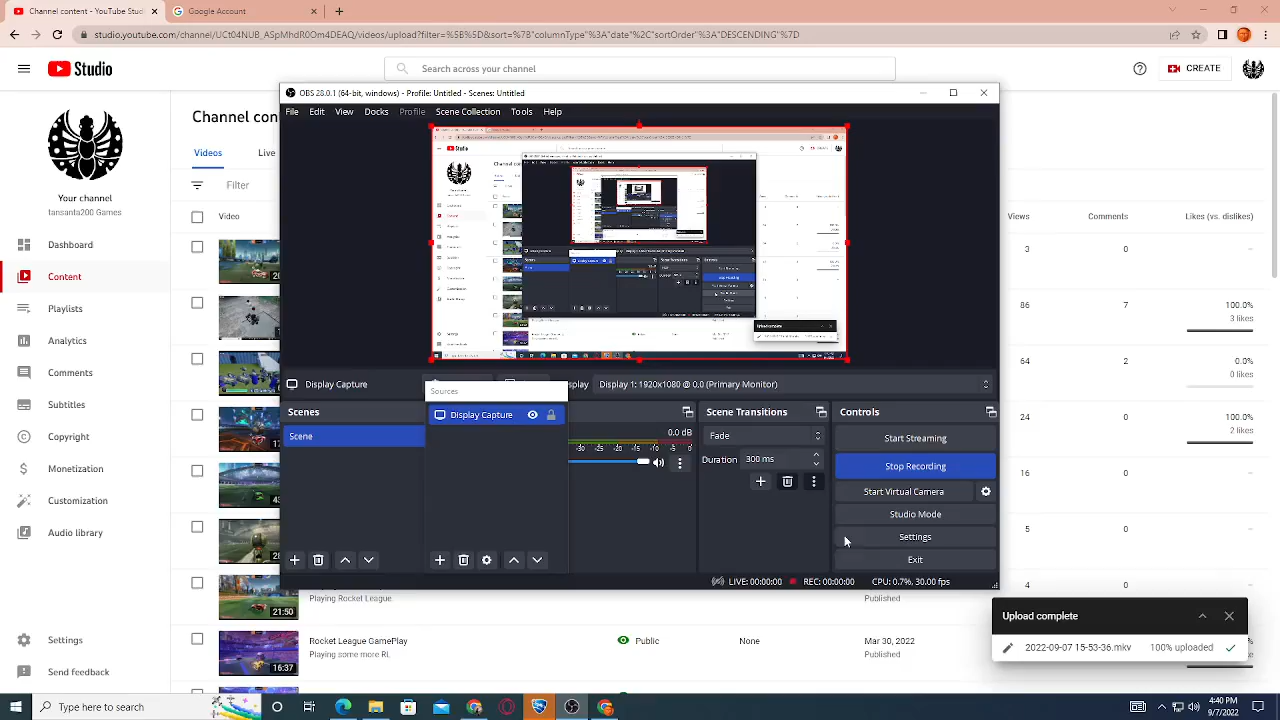 Channel content - YouTube Studio
Google Account
studio.youtube.com/channel/UCt04NUB_ASpMhdR0Om4DEAQ/videos/upload?filter=%5B%5D&sort=%7B"columnType"%3A"date"%2C"sortOrder"%3A"DESCENDING"%7D
Studio
Search across your channel
CREATE
OBS 28.0.1 (64-bit, windows) - Profile: Untitled - Scenes: Untitled
File Edit View Docks Profile Scene Collection Tools Help
Channel con
Videos
Live
Filter
Your channel
tansanta200 Games
Video
Views
Comments
Likes (vs. dislikes)
Dashboard
3
0
Content
Playlists
86
7
100.0%
3 likes
Analytics
64
2
0.0%
0 likes
Comments
Display Capture
Display 1:
(Primary Monitor)
Sources
Subtitles
Scenes
Scene Transitions
Controls
Display Capture
24
2
100.0%
2 likes
Copyright
Scene
0.0 dB
Fade
Start Streaming
Duration
300 ms
Monetization
Stop Recording
16
0
Customization
Start Virtual Camera
Studio Mode
Audio library
Settings
5
0
Exit
LIVE: 00:00:00
REC: 00:00:00
CPU: 0.7%, 30.00 fps
4
0
Playing Rocket League.
Published
21:50
Upload complete
Settings
Rocket League GamePlay
Playing some more RL.
Public
None
Mar 30, 2022
Published
100% uploaded
16:37
Send feedback
Type here to search
4:40 PM
9/7/2022